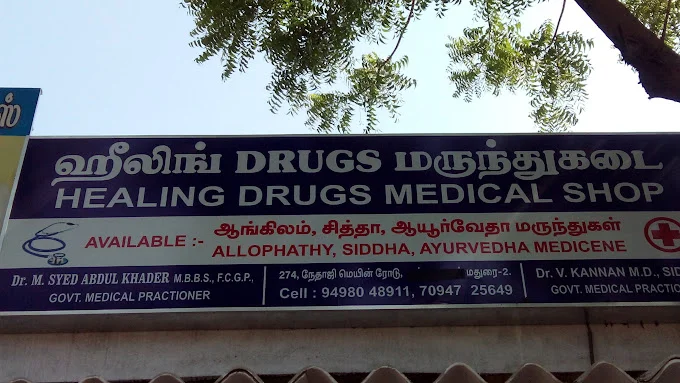 ஹீலிங் DRUGS மருந்துகடை
HEALING DRUGS MEDICAL SHOP
AVAILABLE :- ஆங்கிலம், சித்தா, ஆயூர்வேதா மருந்துகள்
ALLOPHATHY, SIDDHA, AYURVEDHA MEDICENE
Dr. M. SYED ABDUL KHADER M.B.B.S., F.C.G.P.,
GOVT. MEDICAL PRACTIONER
274, நேதாஜி மெயின் ரோடு, மதுரை-2.
Cell : 94980 48911, 70947 25649
Dr. V. KANNAN M.D., SID
GOVT. MEDICAL PRACTIO